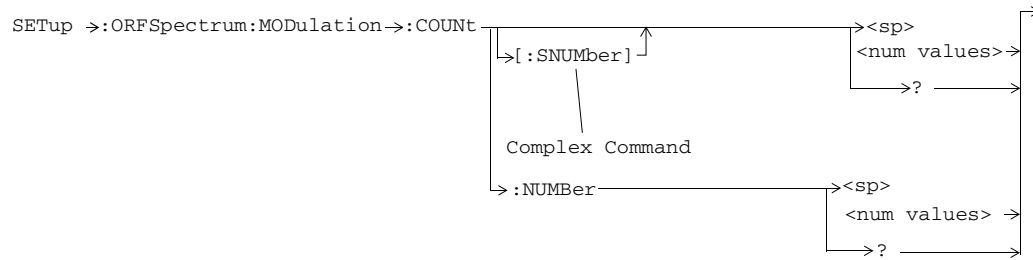 SETup :ORFSpectrum:MODulation :COUNt <sp>
[:SNUMber] <num values>
?
Complex Command
:NUMBer <sp>
<num values>
?